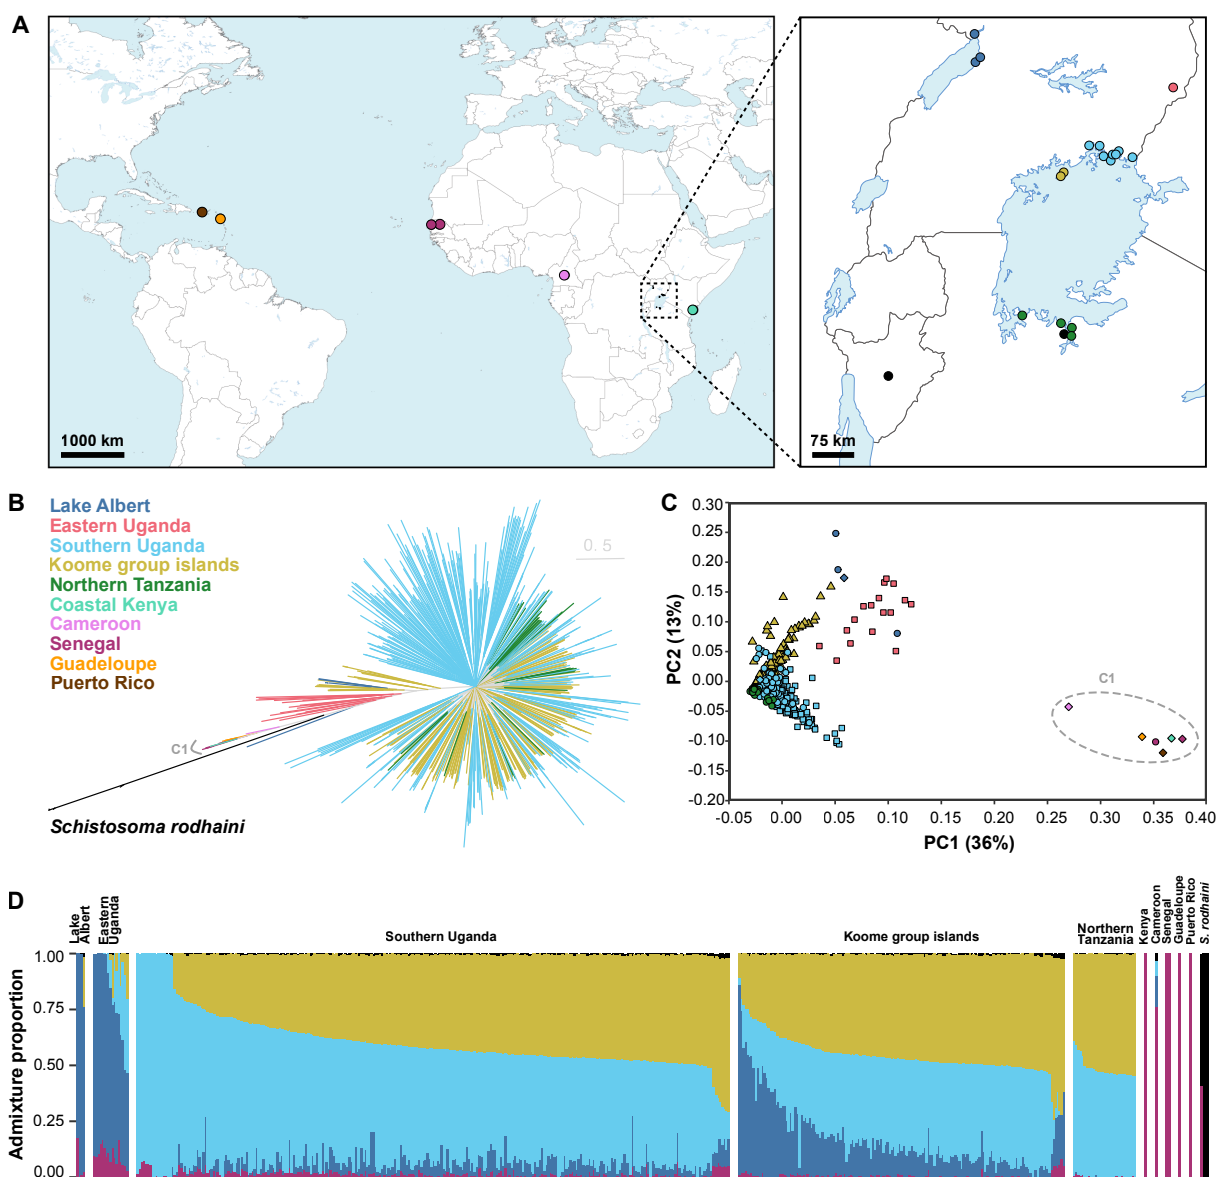 A
1000 km
75 km
B
Lake Albert
Eastern Uganda
Southern Uganda
Koome group islands
Northern Tanzania
Coastal Kenya
Cameroon
Senegal
Guadeloupe
Puerto Rico
0.5
C1
Schistosoma rodhaini
C
0.30
0.25
0.20
0.15
0.10
0.05
0.00
-0.05
-0.10
-0.15
-0.20
PC2 (13%)
C1
-0.05 0.00 0.05 0.10 0.15 0.20 0.25 0.30 0.35 0.40
PC1 (36%)
D
Lake
Albert
Eastern
Uganda
Southern Uganda
Koome group islands
Northern
Tanzania
Kenya
Cameroon
Senegal
Guadeloupe
Puerto Rico
S. rodhaini
Admixture proportion
1.00
0.75
0.50
0.25
0.00